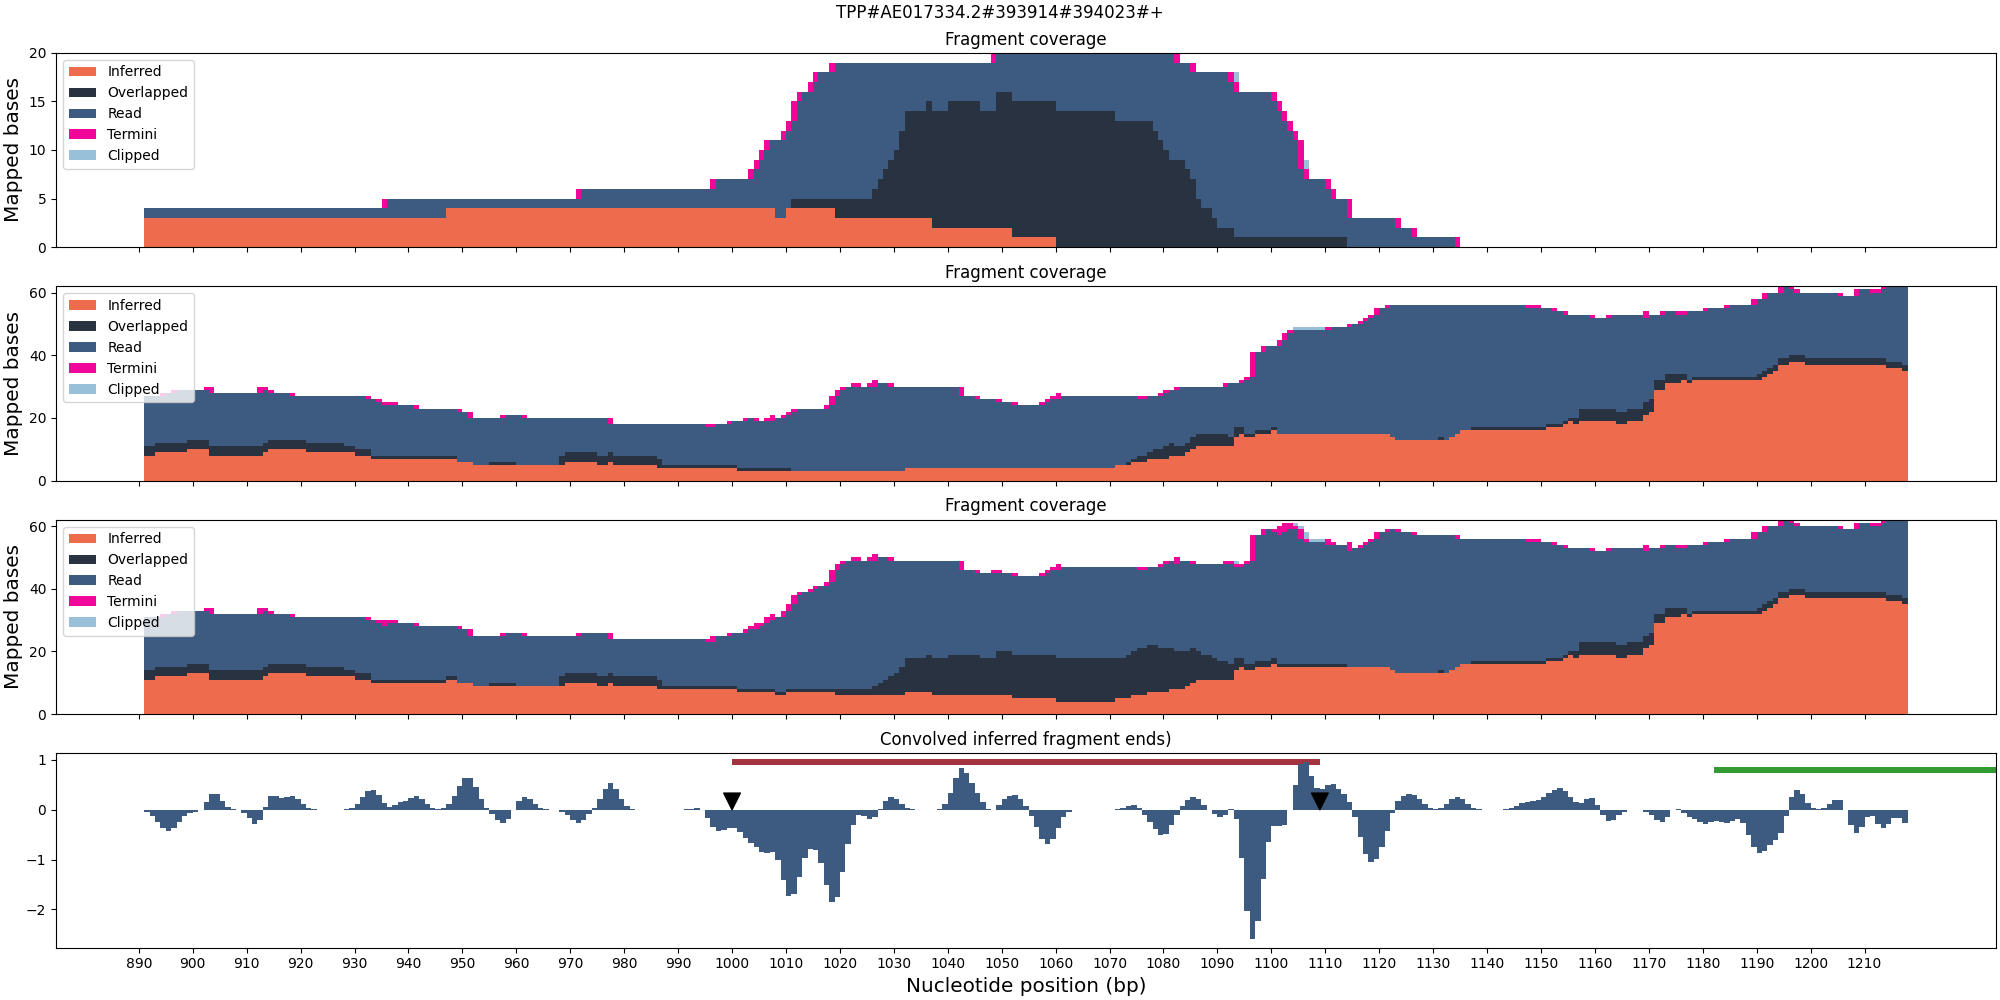 TPP#AE017334.2#393914#394023#+
Fragment coverage
Mapped bases
20
15
10
5
0
Inferred
Overlapped
Read
Termini
Clipped
Fragment coverage
Mapped bases
60
40
20
0
Inferred
Overlapped
Read
Termini
Clipped
Fragment coverage
Mapped bases
60
40
20
0
Inferred
Overlapped
Read
Termini
Clipped
Convolved inferred fragment ends)
1
0
−1
−2
890 900 910 920 930 940 950 960 970 980 990 1000 1010 1020 1030 1040 1050 1060 1070 1080 1090 1100 1110 1120 1130 1140 1150 1160 1170 1180 1190 1200 1210
Nucleotide position (bp)